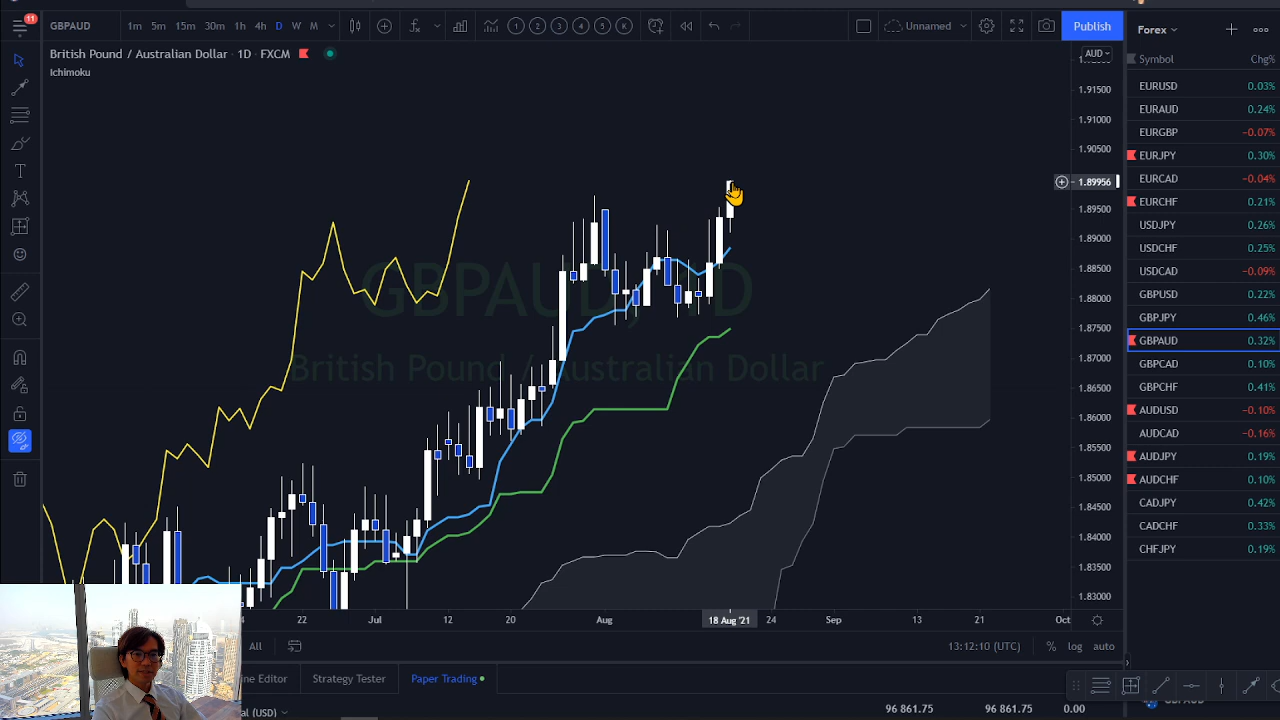 11
GBPAUD 1m 5m 15m 30m 1h 4h D W M 1 2 3 4 5 K Unnamed Publish
British Pound / Australian Dollar · 1D · FXCM
Ichimoku
GBPAUD, 1D
British Pound / Australian Dollar
AUD
1.91500
1.91000
1.90500
1.89956
1.89500
1.89000
1.88500
1.88000
1.87500
1.87000
1.86500
1.86000
1.85500
1.85000
1.84500
1.84000
1.83500
1.83000
22 Jul 12 20 Aug 18 Aug '21 24 Sep 13 21 Oct
All 13:12:10 (UTC) % log auto
Strategy Tester Paper Trading
96 861.75 96 861.75 0.00
Forex
Symbol Chg%
EURUSD 0.03%
EURAUD 0.24%
EURGBP −0.07%
EURJPY 0.30%
EURCAD −0.04%
EURCHF 0.21%
USDJPY 0.26%
USDCHF 0.25%
USDCAD −0.09%
GBPUSD 0.22%
GBPJPY 0.46%
GBPAUD 0.32%
GBPCAD 0.10%
GBPCHF 0.41%
AUDUSD −0.10%
AUDCAD −0.16%
AUDJPY 0.19%
AUDCHF 0.10%
CADJPY 0.42%
CADCHF 0.33%
CHFJPY 0.19%